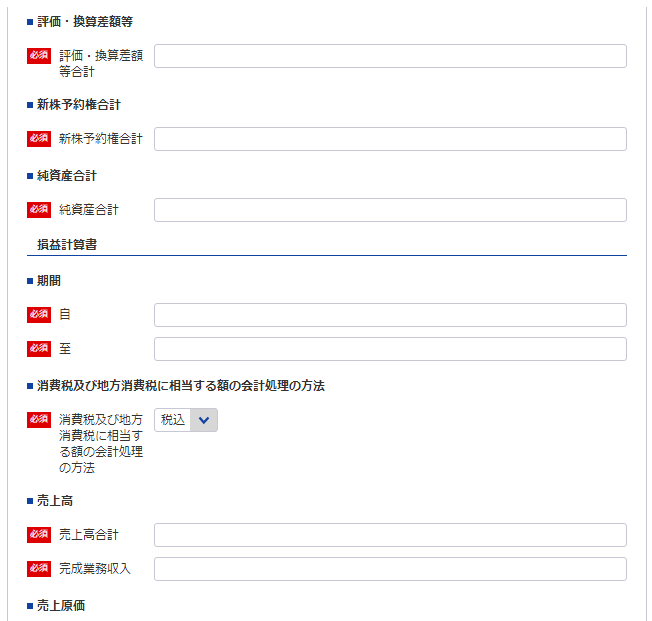 評価・換算差額等
必須 評価・換算差額
等合計
新株予約権合計
必須 新株予約権合計
純資産合計
必須 純資産合計
損益計算書
期間
必須 自
必須 至
消費税及び地方消費税に相当する額の会計処理の方法
必須 消費税及び地方 税込
消費税に相当す
る額の会計処理
の方法
売上高
必須 売上高合計
必須 完成業務収入
売上原価